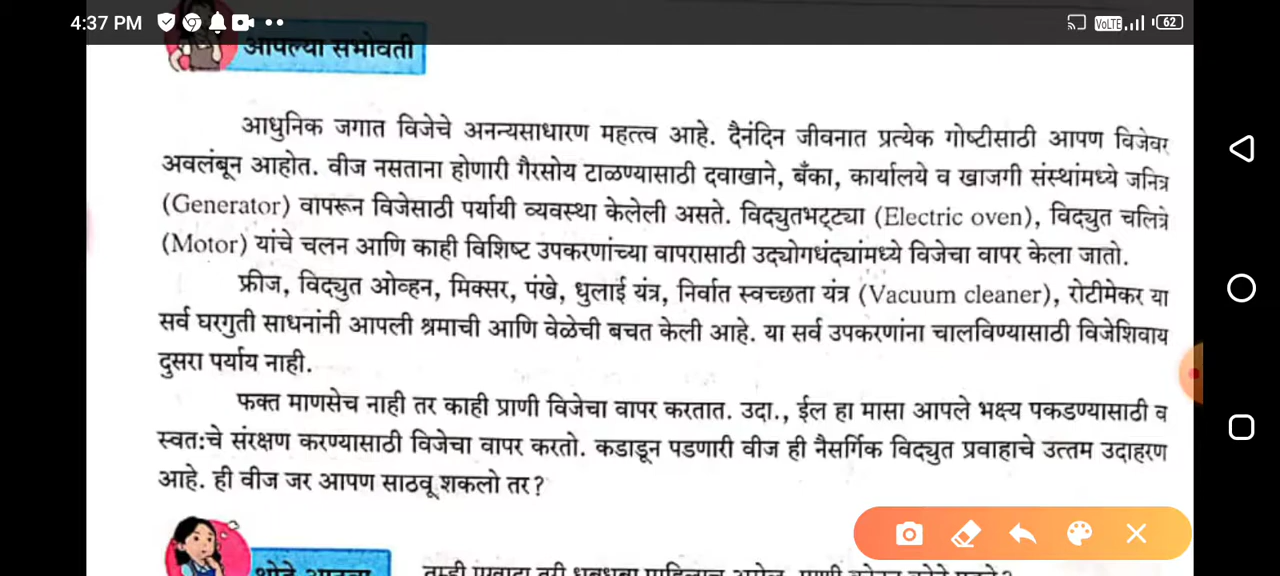 4:37 PM
VoLTE
62
आपल्या सभोवती
आधुनिक जगात विजेचे अनन्यसाधारण महत्त्व आहे. दैनंदिन जीवनात प्रत्येक गोष्टीसाठी आपण विजेवर
अवलंबून आहोत. वीज नसताना होणारी गैरसोय टाळण्यासाठी दवाखाने, बँका, कार्यालये व खाजगी संस्थांमध्ये जनित्र
(Generator) वापरून विजेसाठी पर्यायी व्यवस्था केलेली असते. विद्युतभट्ट्या (Electric oven), विद्युत चलित्रे
(Motor) यांचे चलन आणि काही विशिष्ट उपकरणांच्या वापरासाठी उद्योगधंद्यांमध्ये विजेचा वापर केला जातो.
फ्रीज, विद्युत ओव्हन, मिक्सर, पंखे, धुलाई यंत्र, निर्वात स्वच्छता यंत्र (Vacuum cleaner), रोटीमेकर या
सर्व घरगुती साधनांनी आपली श्रमाची आणि वेळेची बचत केली आहे. या सर्व उपकरणांना चालविण्यासाठी विजेशिवाय
दुसरा पर्याय नाही.
फक्त माणसेच नाही तर काही प्राणी विजेचा वापर करतात. उदा., ईल हा मासा आपले भक्ष्य पकडण्यासाठी व
स्वतःचे संरक्षण करण्यासाठी विजेचा वापर करतो. कडाडून पडणारी वीज ही नैसर्गिक विद्युत प्रवाहाचे उत्तम उदाहरण
आहे. ही वीज जर आपण साठवू शकलो तर?
थोडे आठवा